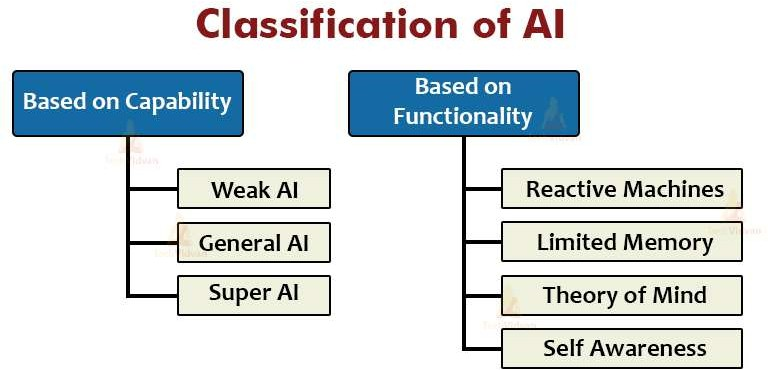 Classification of AI
Based on Capability
Weak AI
General AI
Super AI
Based on
Functionality
Reactive Machines
Limited Memory
Theory of Mind
Self Awareness